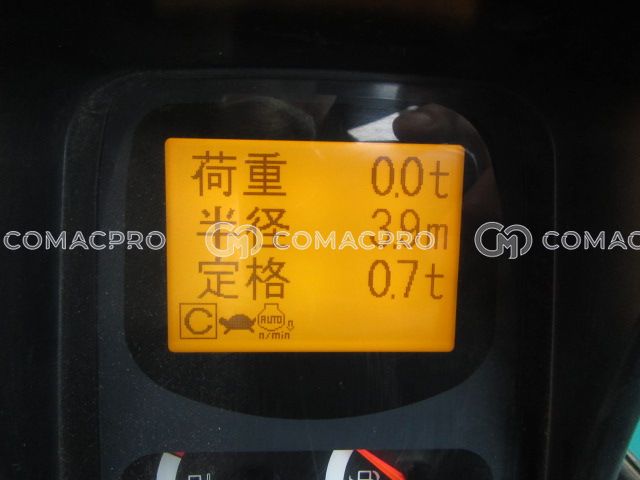 荷重 0.0t
半径 3.9m
定格 0.7t
C AUTO
n/min
COMACPRO COMACPRO COMACPRO